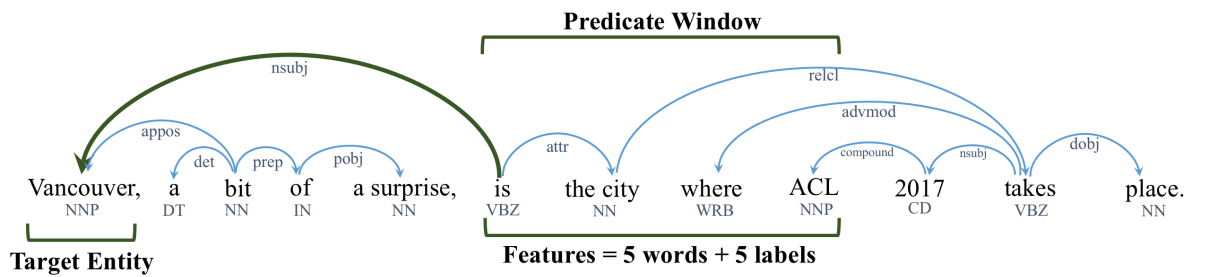 Predicate Window
nsubj
relcl
advmod
appos
det
prep
pobj
attr
compound
nsubj
dobj
Vancouver, a bit of a surprise, is the city where ACL 2017 takes place.
NNP DT NN IN NN VBZ NN WRB NNP CD VBZ NN
Target Entity
Features = 5 words + 5 labels